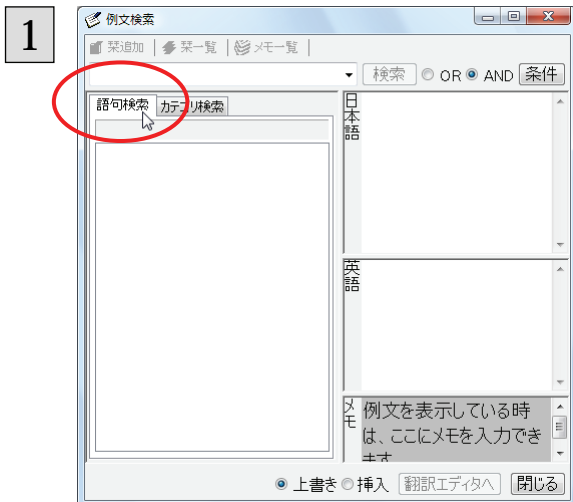 1
例文検索
栞追加 栞一覧 メモ一覧
検索 OR AND 条件
語句検索 カテゴリ検索
日本語
英語
メモ
例文を表示している時
は、ここにメモを入力でき
ます
上書き 挿入 翻訳エディタへ 閉じる